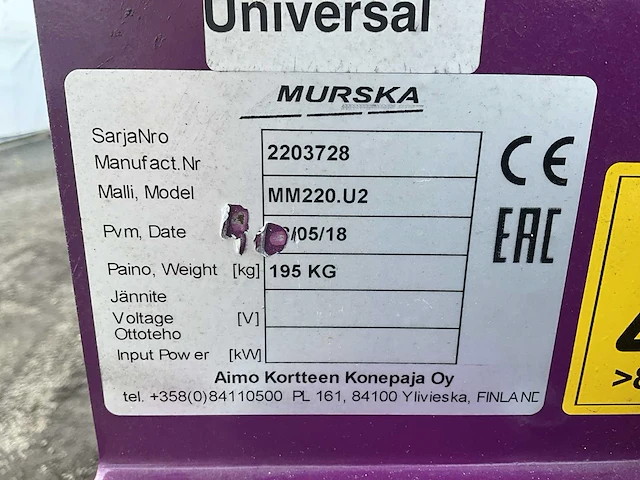 Universal
MURSKA
SarjaNro
Manufact.Nr 2203728
Malli, Model MM220.U2
Pvm, Date /05/18
Paino, Weight [kg] 195 KG
Jännite
Voltage [V]
Ottoteho
Input Power [kW]
Aimo Kortteen Konepaja Oy
tel. +358(0)84110500 PL 161, 84100 Ylivieska, FINLAND
CE
EAC